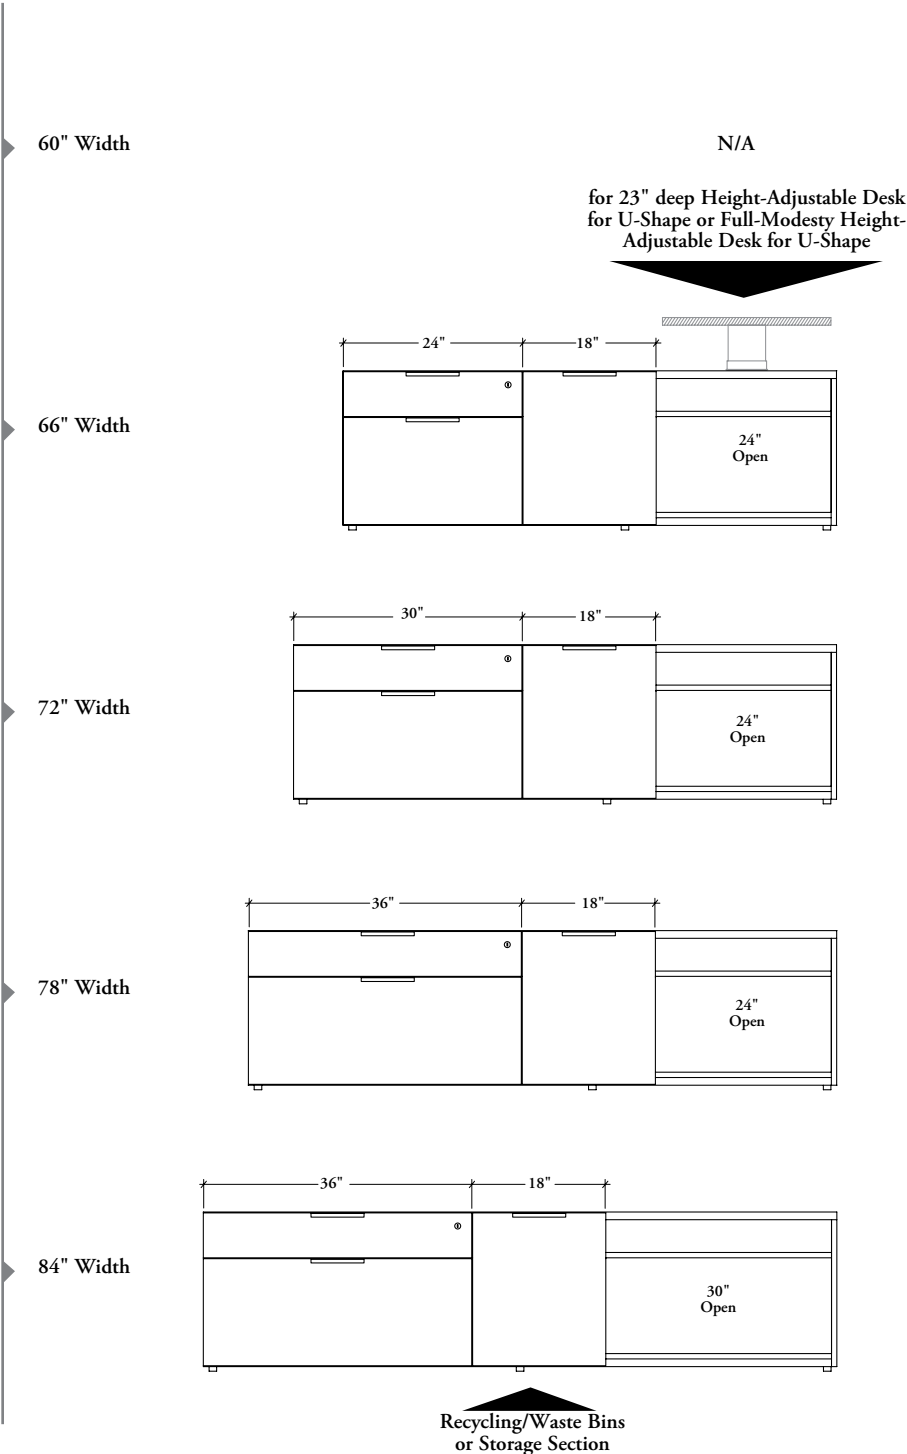 60" Width
N/A
for 23" deep Height-Adjustable Desk
for U-Shape or Full-Modesty Height-
Adjustable Desk for U-Shape
24"
18"
66" Width
24"
Open
30"
18"
72" Width
24"
Open
36"
18"
78" Width
24"
Open
36"
18"
84" Width
30"
Open
Recycling/Waste Bins
or Storage Section